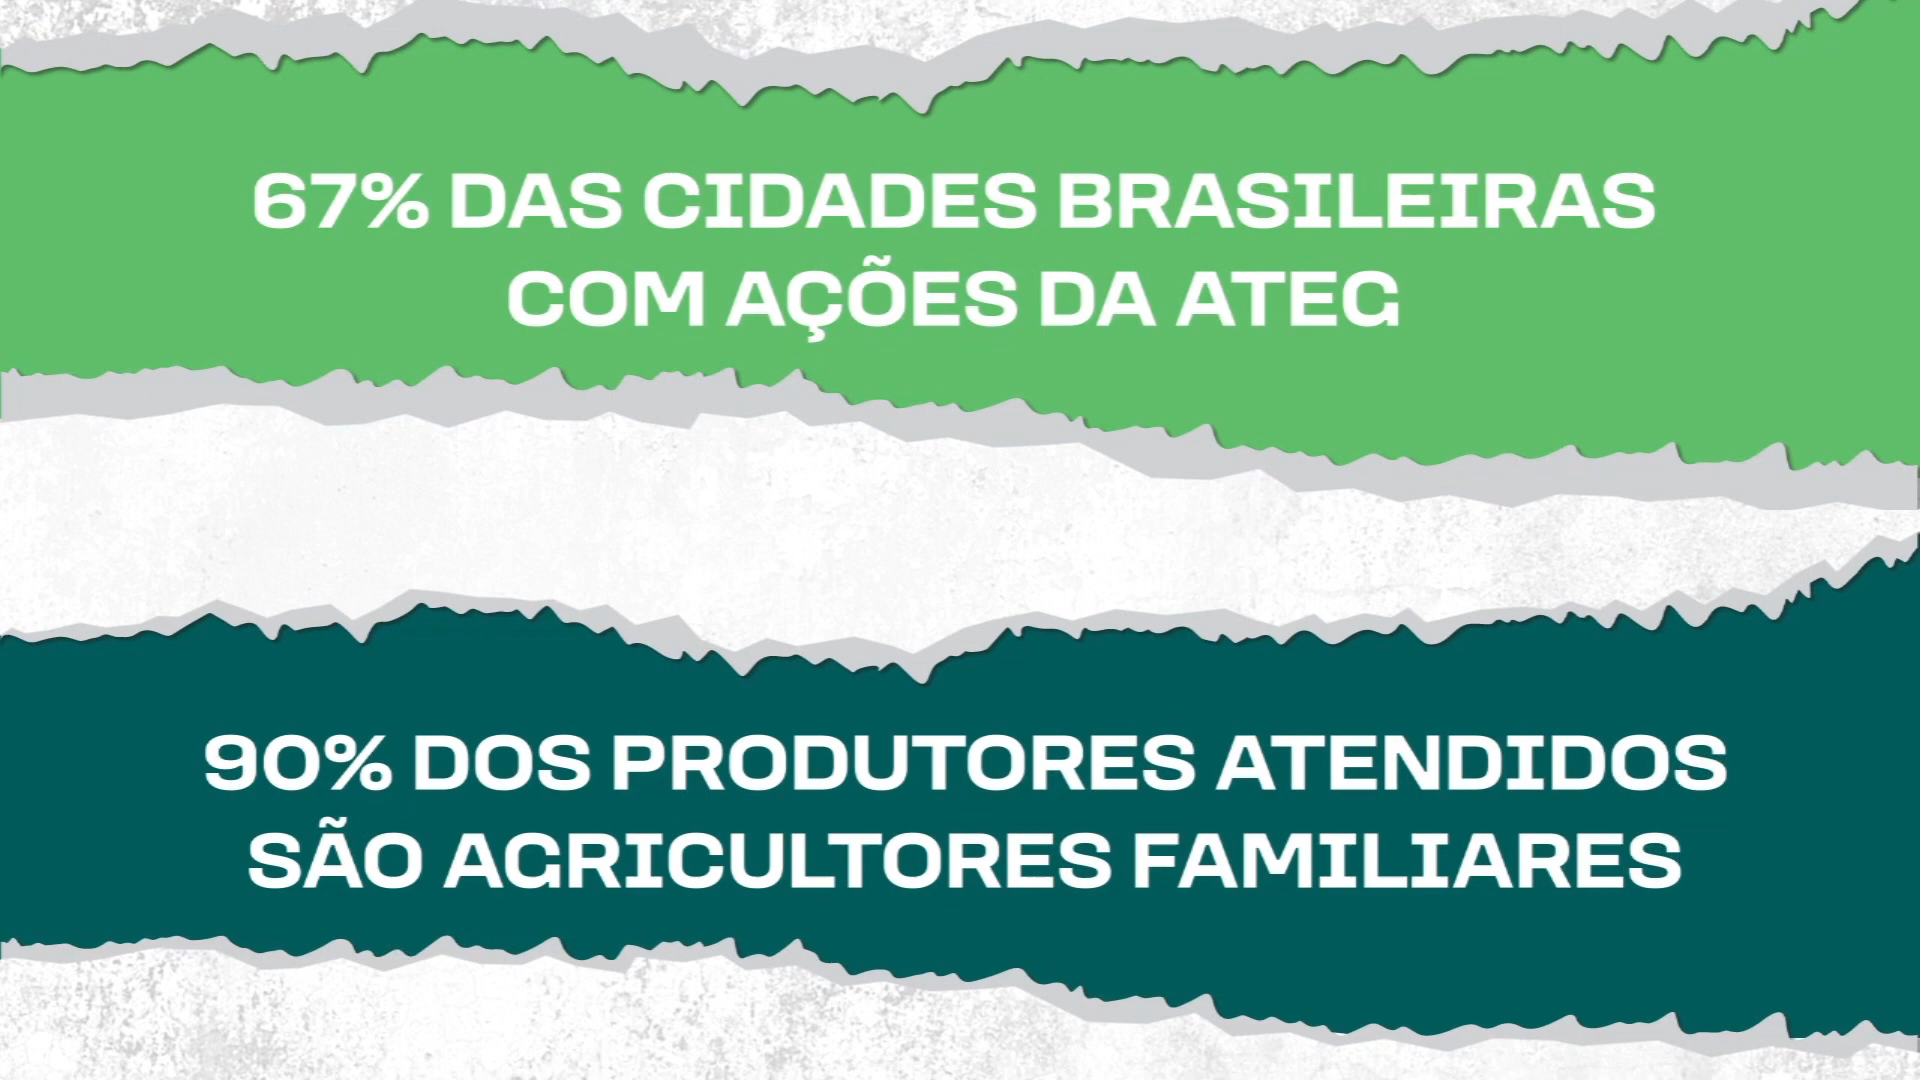 67% DAS CIDADES BRASILEIRAS
COM AÇÕES DA ATEG
90% DOS PRODUTORES ATENDIDOS
SÃO AGRICULTORES FAMILIARES